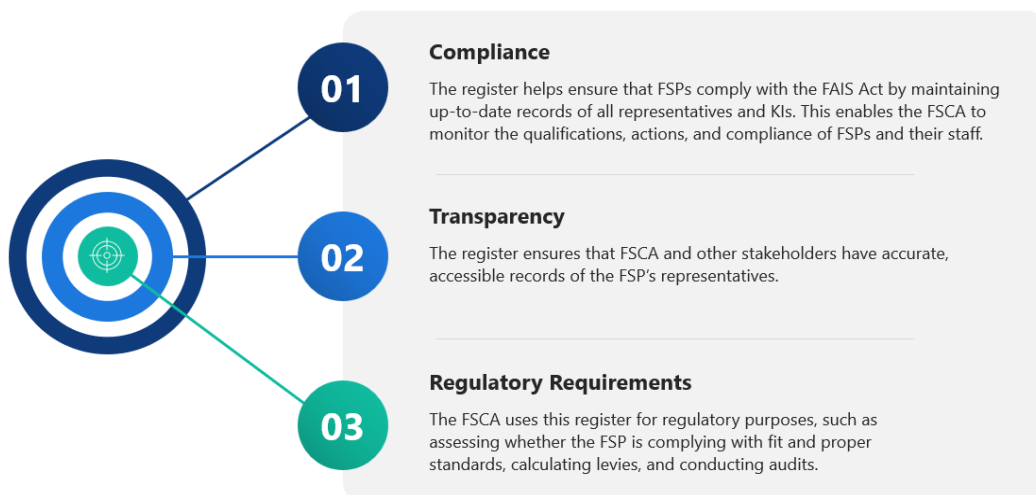 01
Compliance
The register helps ensure that FSPs comply with the FAIS Act by maintaining
up-to-date records of all representatives and KIs. This enables the FSCA to
monitor the qualifications, actions, and compliance of FSPs and their staff.
02
Transparency
The register ensures that FSCA and other stakeholders have accurate,
accessible records of the FSP’s representatives.
03
Regulatory Requirements
The FSCA uses this register for regulatory purposes, such as
assessing whether the FSP is complying with fit and proper
standards, calculating levies, and conducting audits.